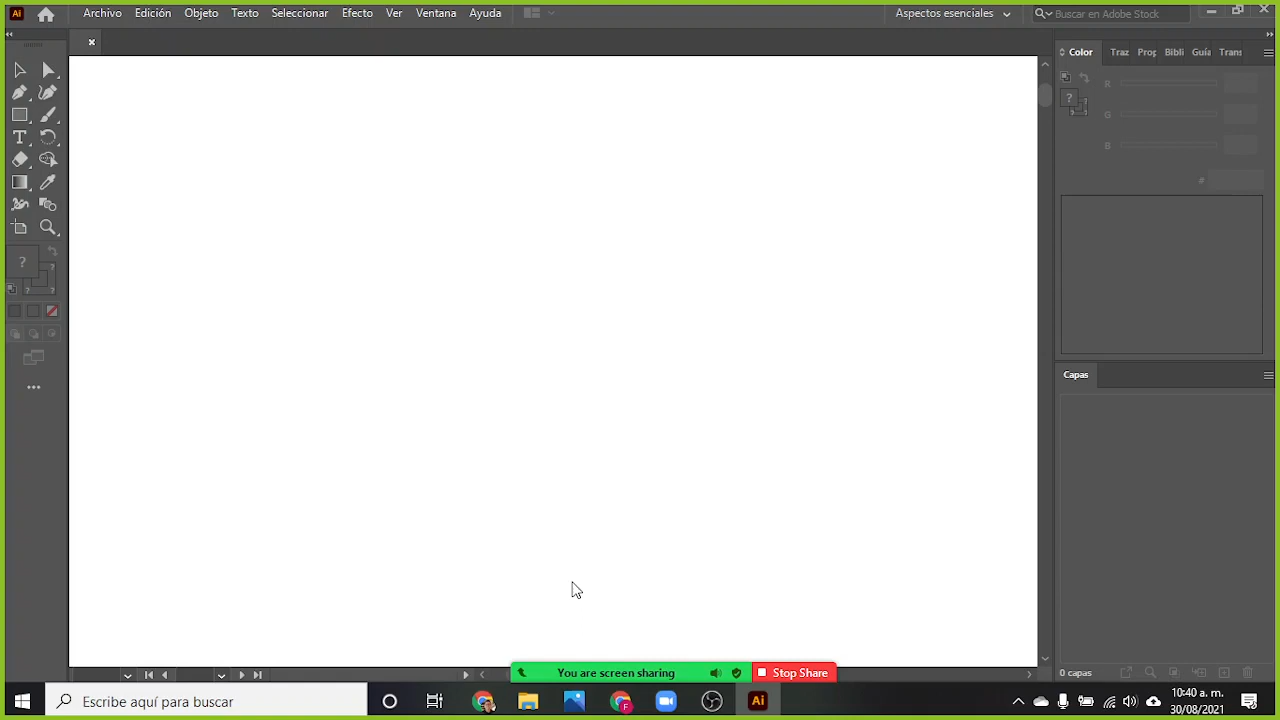 Ai Archivo Edición Objeto Texto Seleccionar Efecto Ver Ventana Ayuda Aspectos esenciales Buscar en Adobe Stock
Color Traz Prop Bibli Guía Trans
?
R
G
B
#
T
?
Capas
0 capas
You are screen sharing Stop Share
Escribe aquí para buscar
Ai
10:40 a. m.
30/08/2021